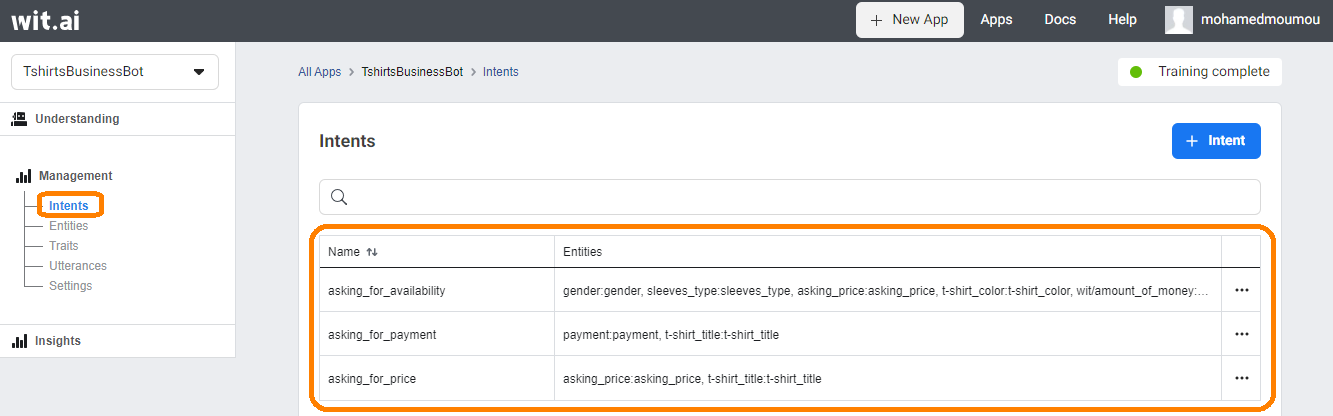 wit.ai
+ New App
Apps
Docs
Help
mohamedmoumou
TshirtsBusinessBot
All Apps > TshirtsBusinessBot > Intents
Training complete
Understanding
Management
Intents
Entities
Traits
Utterances
Settings
Insights
Intents
+ Intent
Name Entities
asking_for_availability gender:gender, sleeves_type:sleeves_type, asking_price:asking_price, t-shirt_color:t-shirt_color, wit/amount_of_money:... ...
asking_for_payment payment:payment, t-shirt_title:t-shirt_title ...
asking_for_price asking_price:asking_price, t-shirt_title:t-shirt_title ...